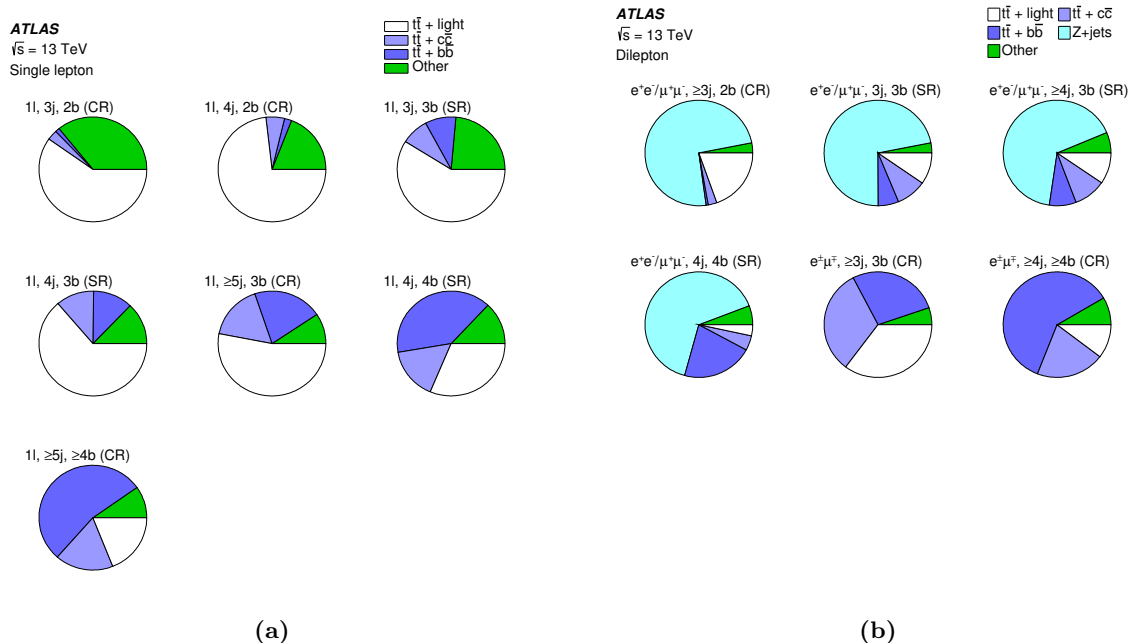 ATLAS
√s = 13 TeV
Single lepton
tt̄ + light
tt̄ + cc̄
tt̄ + bb̄
Other
1l, 3j, 2b (CR)
1l, 4j, 2b (CR)
1l, 3j, 3b (SR)
1l, 4j, 3b (SR)
1l, ≥5j, 3b (CR)
1l, 4j, 4b (SR)
1l, ≥5j, ≥4b (CR)
(a)
ATLAS
√s = 13 TeV
Dilepton
tt̄ + light
tt̄ + cc̄
tt̄ + bb̄
Z+jets
Other
e⁺e⁻/μ⁺μ⁻, ≥3j, 2b (CR)
e⁺e⁻/μ⁺μ⁻, 3j, 3b (SR)
e⁺e⁻/μ⁺μ⁻, ≥4j, 3b (SR)
e⁺e⁻/μ⁺μ⁻, 4j, 4b (SR)
e±μ∓, ≥3j, 3b (CR)
e±μ∓, ≥4j, ≥4b (CR)
(b)